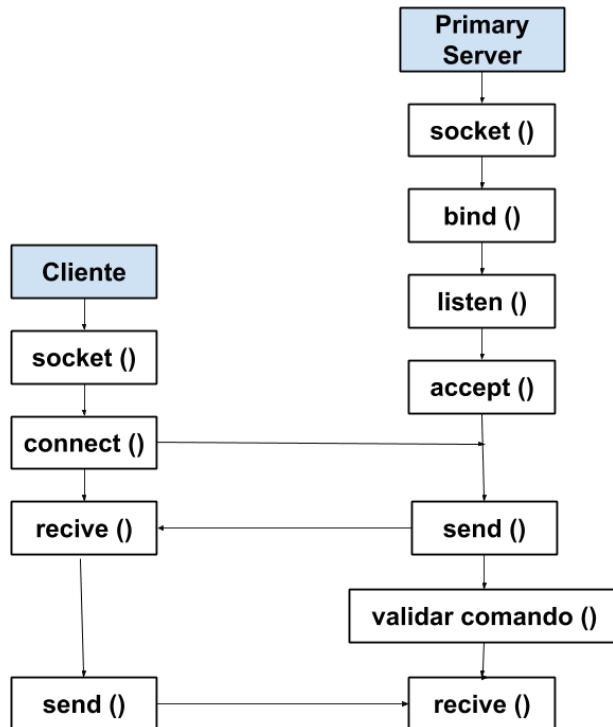 Primary
Server
socket ()
bind ()
Cliente
listen ()
socket ()
accept ()
connect ()
recive ()
send ()
validar comando ()
send ()
recive ()